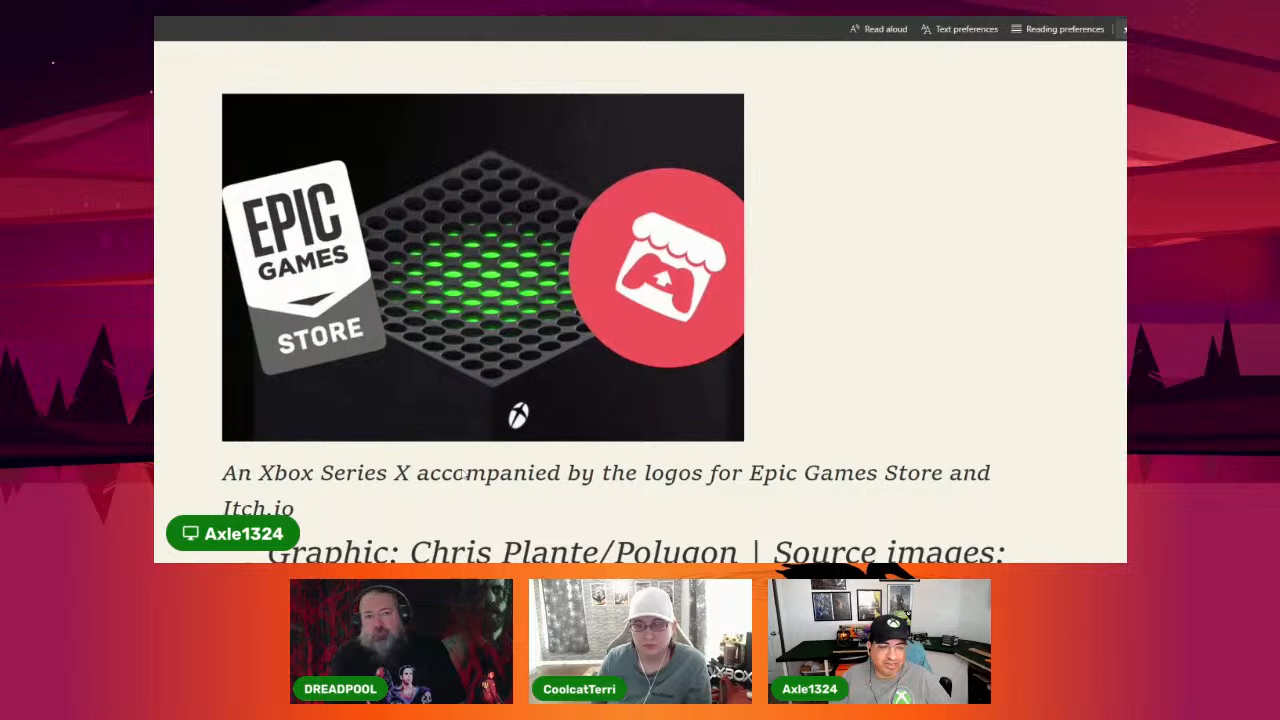 Read aloud
Text preferences
Reading preferences
EPIC
GAMES
STORE
An Xbox Series X accompanied by the logos for Epic Games Store and
Itch.io
Graphic: Chris Plante/Polygon | Source images:
Axle1324
DREADPOOL
CoolcatTerri
XBOX
Axle1324